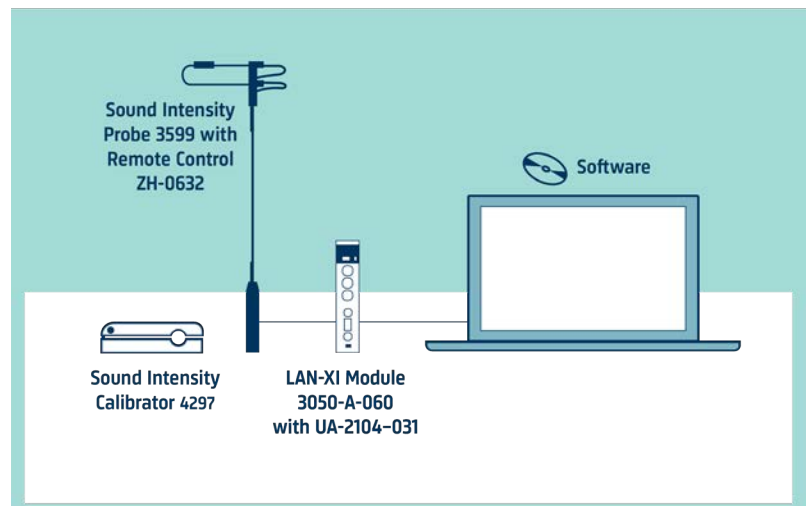 Sound Intensity
Probe 3599 with
Remote Control
ZH-0632
Software
Sound Intensity
Calibrator 4297
LAN-XI Module
3050-A-060
with UA-2104–031